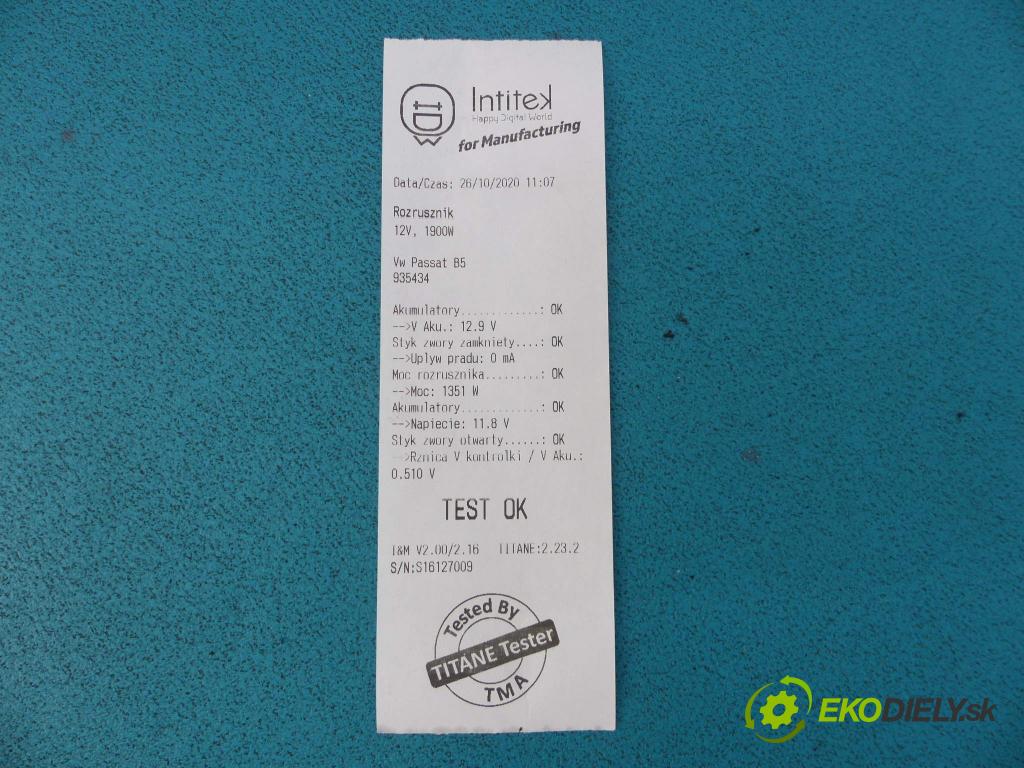 Intitek
Happy Digital World
for Manufacturing
Data/Czas: 26/10/2020 11:07
Rozrusznik
12V, 1900W
Vw Passat B5
935434
Akumulatory.............: OK
-->V Aku.: 12.9 V
Styk zwory zamkniety....: OK
-->Uplyw pradu: 0 mA
Moc rozrusznika.........: OK
-->Moc: 1351 W
Akumulatory.............: OK
-->Napiecie: 11.8 V
Styk zwory otwarty......: OK
-->Rznica V kontrolki / V Aku.:
0.510 V
TEST OK
I&M V2.00/2.16 TITANE:2.23.2
S/N:S16127009
Tested By
TITANE Tester
TMA
EKODIELY.sk